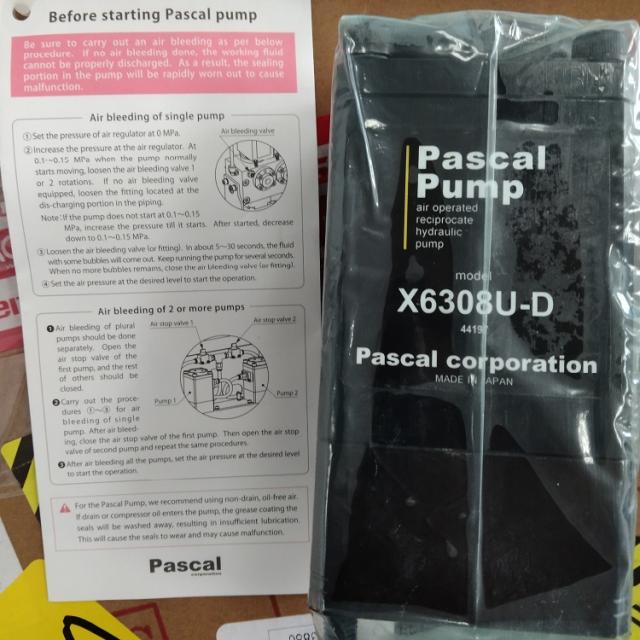 Before starting Pascal pump
Be sure to carry out an air bleeding as per below
procedure. If no air bleeding done, the working fluid
cannot be properly discharged. As a result, the sealing
portion in the pump will be rapidly worn out to cause
malfunction.
Air bleeding of single pump
①Set the pressure of air regulator at 0 MPa.
②Increase the pressure at the air regulator. At
0.1~0.15 MPa when the pump normally
starts moving, loosen the air bleeding valve 1
or 2 rotations. If no air bleeding valve
equipped, loosen the fitting located at the
dis-charging portion in the piping.
Air bleeding valve
Note:If the pump does not start at 0.1~0.15
MPa, increase the pressure till it starts. After started, decrease
down to 0.1~0.15 MPa.
③Loosen the air bleeding valve (or fitting). In about 5~30 seconds, the fluid
with some bubbles will come out. Keep running the pump for several seconds.
When no more bubbles remains, close the air bleeding valve (or fitting).
④Set the air pressure at the desired level to start the operation.
Air bleeding of 2 or more pumps
❶Air bleeding of plural
pumps should be done
separately. Open the
air stop valve of the
first pump, and the rest
of others should be
closed.
Air stop valve 1
Air stop valve 2
Pump 1
Pump 2
❷Carry out the proce-
dures ①~③ for air
bleeding of single
pump. After air bleed-
ing, close the air stop valve of the first pump. Then open the air stop
valve of second pump and repeat the same procedures.
❸After air bleeding all the pumps, set the air pressure at the desired level
to start the operation.
For the Pascal Pump, we recommend using non-drain, oil-free air.
If drain or compressor oil enters the pump, the grease coating the
seals will be washed away, resulting in insufficient lubrication.
This will cause the seals to wear and may cause malfunction.
Pascal
corporation
Pascal
Pump
air operated
reciprocate
hydraulic
pump
model
X6308U-D
Pascal corporation
MADE IN JAPAN